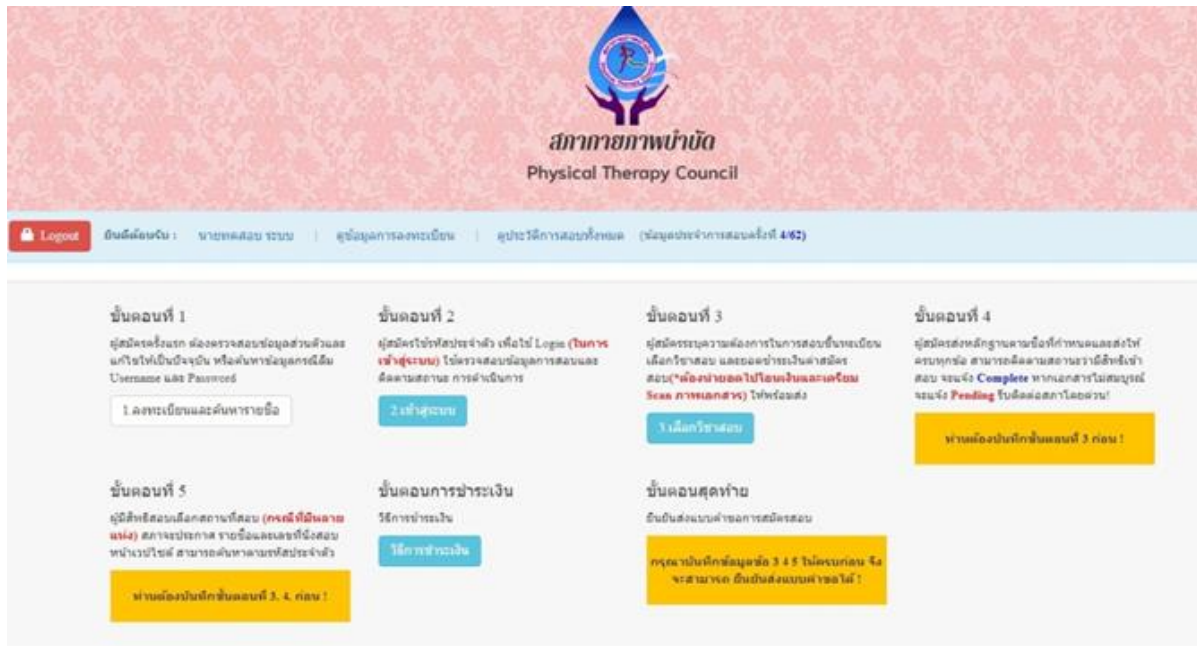 สภากายภาพบำบัด
Physical Therapy Council
Logout ยินดีต้อนรับ : นายทดสอบ ระบบ | ดูข้อมูลการลงทะเบียน | ดูประวัติการสอบทั้งหมด (ข้อมูลประจำการสอบครั้งที่ 4/62)
ขั้นตอนที่ 1
ผู้สมัครครั้งแรก ต้องตรวจสอบข้อมูลส่วนตัวและ
แก้ไขให้เป็นปัจจุบัน หรือค้นหาข้อมูลกรณีลืม
Username และ Password
1.ลงทะเบียนและค้นหารายชื่อ
ขั้นตอนที่ 2
ผู้สมัครใช้รหัสประจำตัว เพื่อใช้ Login (ในการ
เข้าสู่ระบบ) ใช้ตรวจสอบข้อมูลการสอบและ
ติดตามสถานะ การดำเนินการ
2.เข้าสู่ระบบ
ขั้นตอนที่ 3
ผู้สมัครระบุความต้องการในการสอบขึ้นทะเบียน
เลือกวิชาสอบ และยอดชำระเงินค่าสมัคร
สอบ(*ต้องนำยอดไปโอนเงินและเตรียม
Scan ภาพเอกสาร) ให้พร้อมส่ง
3.เลือกวิชาสอบ
ขั้นตอนที่ 4
ผู้สมัครส่งหลักฐานตามชื่อที่กำหนดและส่งให้
ครบทุกข้อ สามารถติดตามสถานะว่ามีสิทธิเข้า
สอบ จะแจ้ง Complete หากเอกสารไม่สมบูรณ์
จะแจ้ง Pending รีบติดต่อสภาโดยด่วน!
ท่านต้องบันทึกขั้นตอนที่ 3 ก่อน !
ขั้นตอนที่ 5
ผู้มีสิทธิสอบเลือกสถานที่สอบ (กรณีที่มีหลาย
แห่ง) สภาจะประกาศ รายชื่อและเลขที่นั่งสอบ
หน้าเวปไซต์ สามารถค้นหาตามรหัสประจำตัว
ท่านต้องบันทึกขั้นตอนที่ 3. 4. ก่อน !
ขั้นตอนการชำระเงิน
วิธีการชำระเงิน
วิธีการชำระเงิน
ขั้นตอนสุดท้าย
ยืนยันส่งแบบคำขอการสมัครสอบ
กรุณาบันทึกข้อมูลข้อ 3 4 5 ให้ครบก่อน จึง
จะสามารถ ยืนยันส่งแบบคำขอได้ !